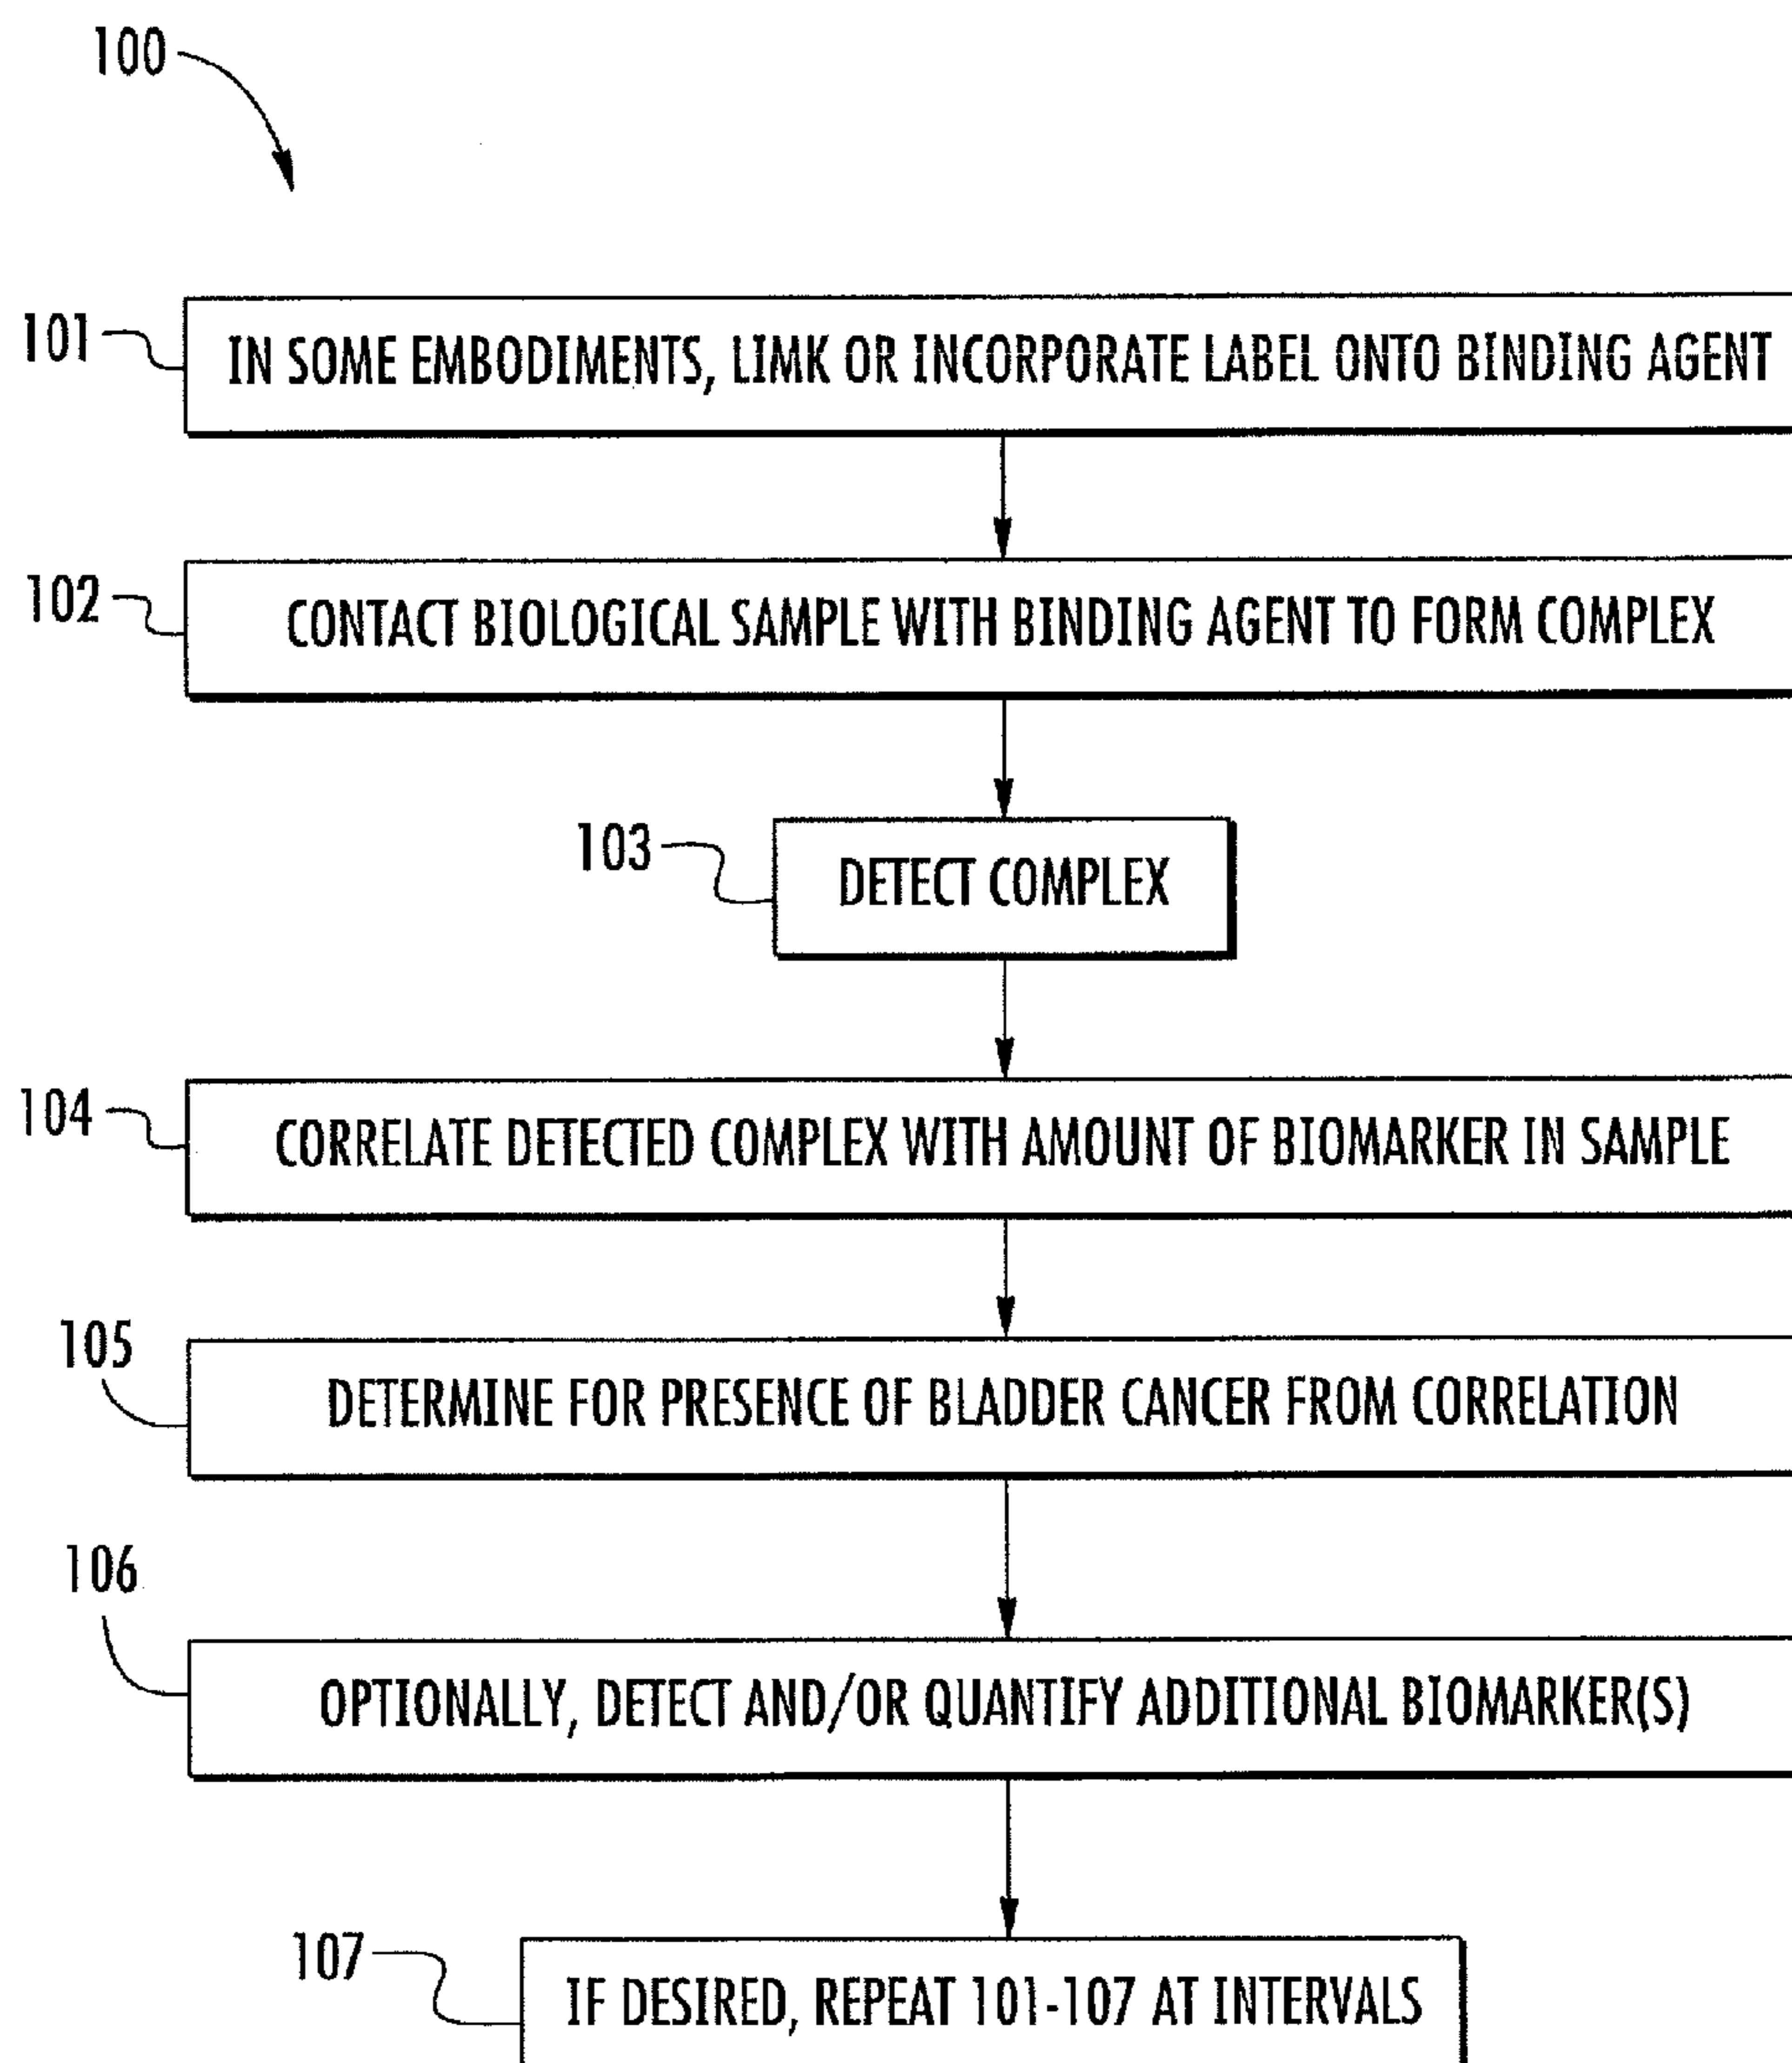 100
101
IN SOME EMBODIMENTS, LIMK OR INCORPORATE LABEL ONTO BINDING AGENT
102
CONTACT BIOLOGICAL SAMPLE WITH BINDING AGENT TO FORM COMPLEX
103
DETECT COMPLEX
104
CORRELATE DETECTED COMPLEX WITH AMOUNT OF BIOMARKER IN SAMPLE
105
DETERMINE FOR PRESENCE OF BLADDER CANCER FROM CORRELATION
106
OPTIONALLY, DETECT AND/OR QUANTIFY ADDITIONAL BIOMARKER(S)
107
IF DESIRED, REPEAT 101-107 AT INTERVALS